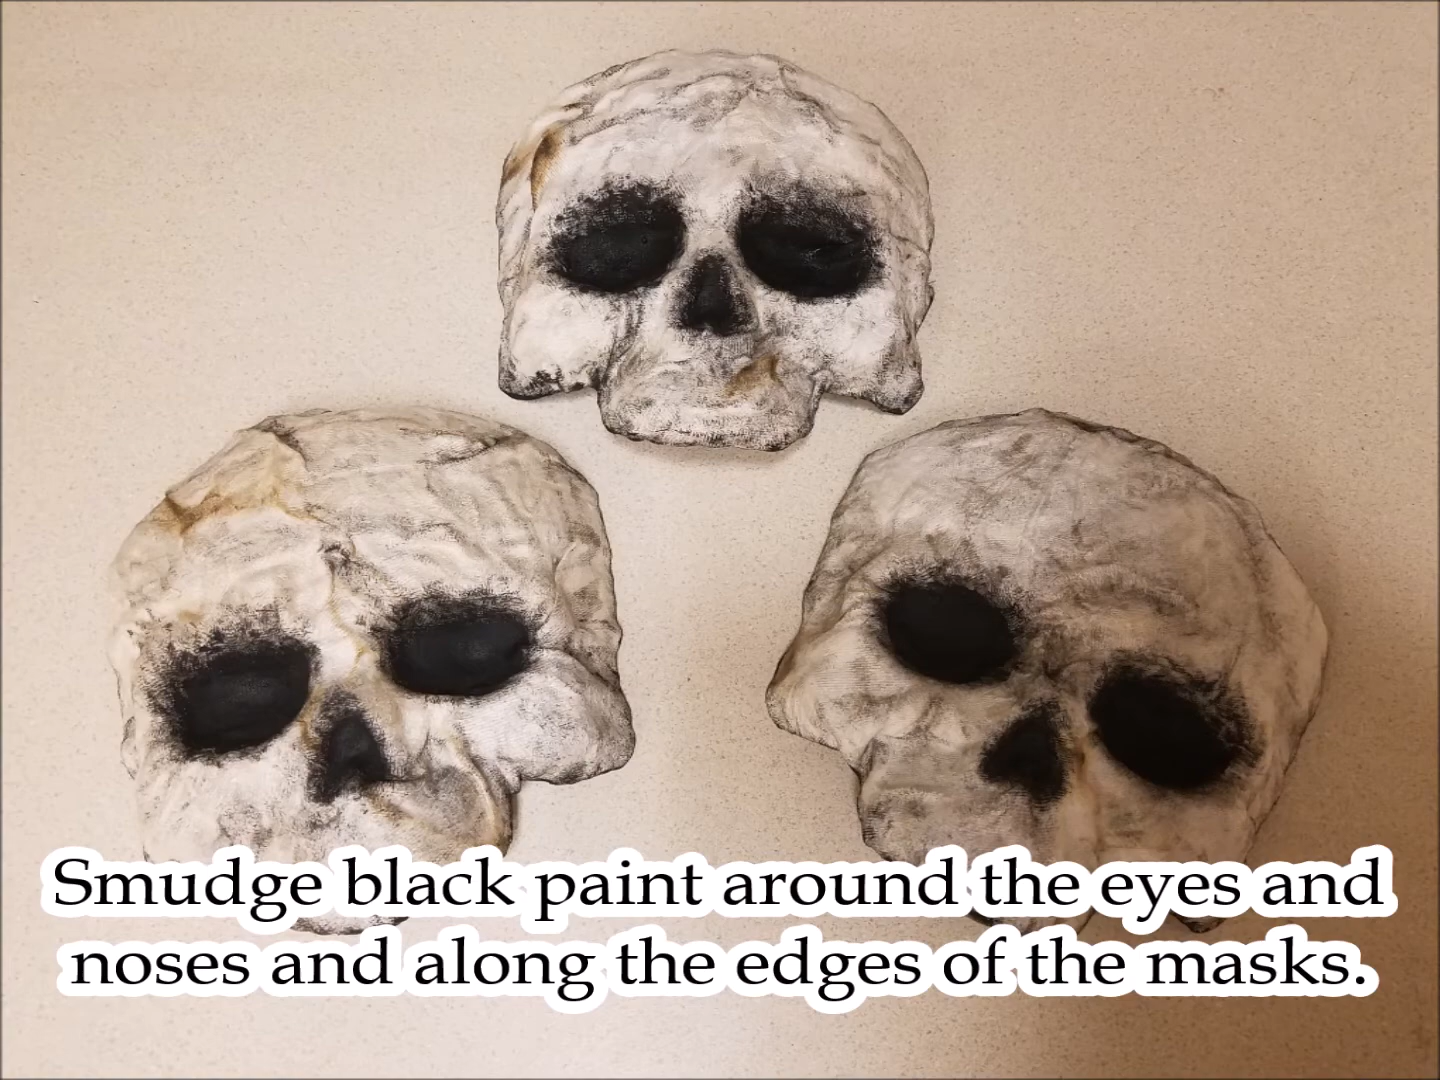 Smudge black paint around the eyes and
noses and along the edges of the masks.